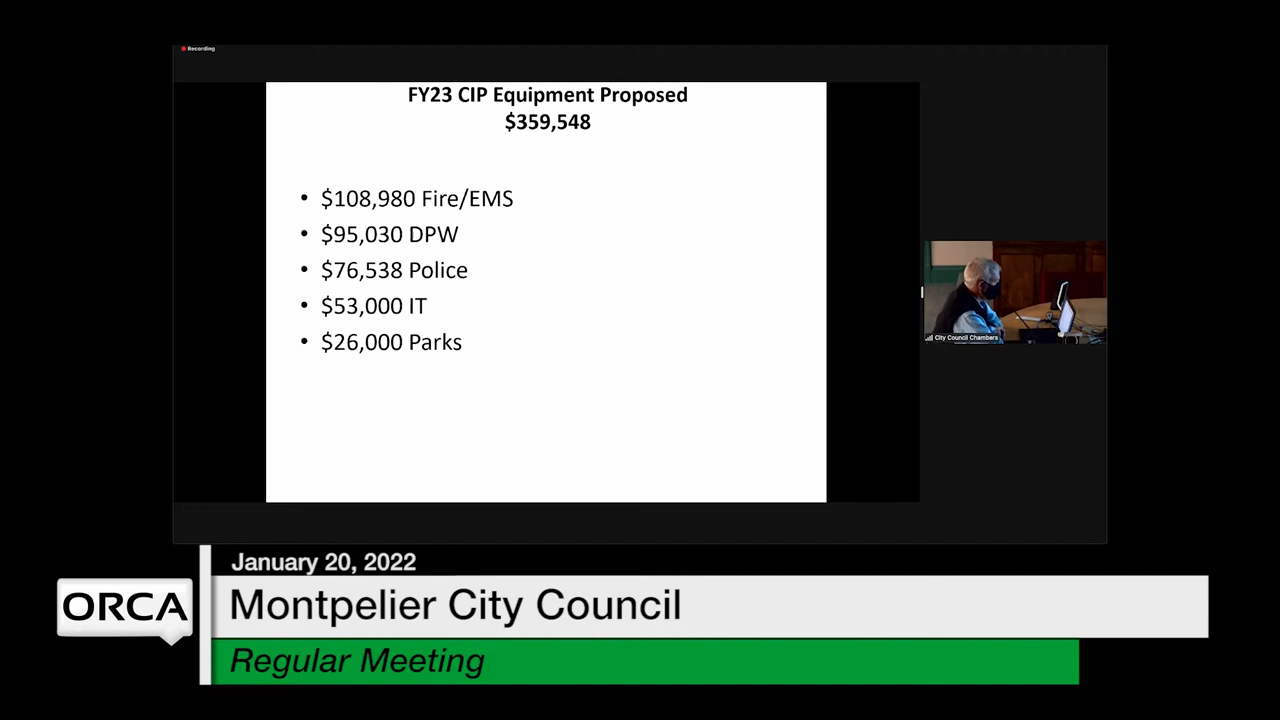 Recording
FY23 CIP Equipment Proposed
$359,548
• $108,980 Fire/EMS
• $95,030 DPW
• $76,538 Police
• $53,000 IT
• $26,000 Parks
City Council Chambers
January 20, 2022
ORCA
Montpelier City Council
Regular Meeting